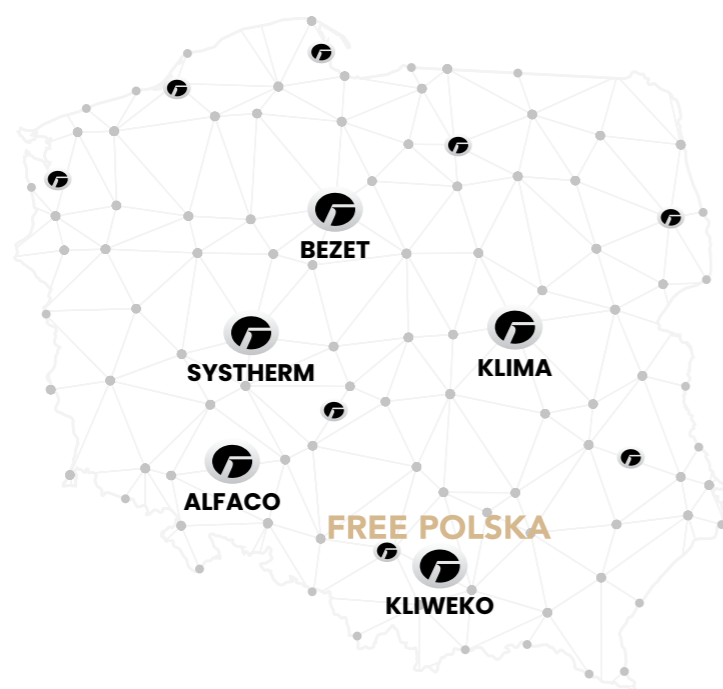 BEZET
SYSTHERM
KLIMA
ALFACO
FREE POLSKA
KLIWEKO